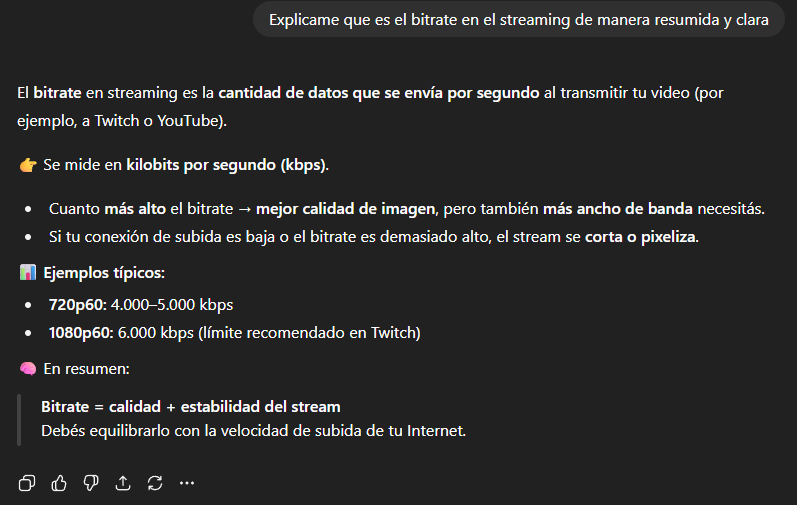 Explicame que es el bitrate en el streaming de manera resumida y clara
El bitrate en streaming es la cantidad de datos que se envía por segundo al transmitir tu video (por
ejemplo, a Twitch o YouTube).
👉 Se mide en kilobits por segundo (kbps).
• Cuanto más alto el bitrate → mejor calidad de imagen, pero también más ancho de banda necesitás.
• Si tu conexión de subida es baja o el bitrate es demasiado alto, el stream se corta o pixeliza.
📊 Ejemplos típicos:
• 720p60: 4.000–5.000 kbps
• 1080p60: 6.000 kbps (límite recomendado en Twitch)
🧠 En resumen:
Bitrate = calidad + estabilidad del stream
Debés equilibrarlo con la velocidad de subida de tu Internet.